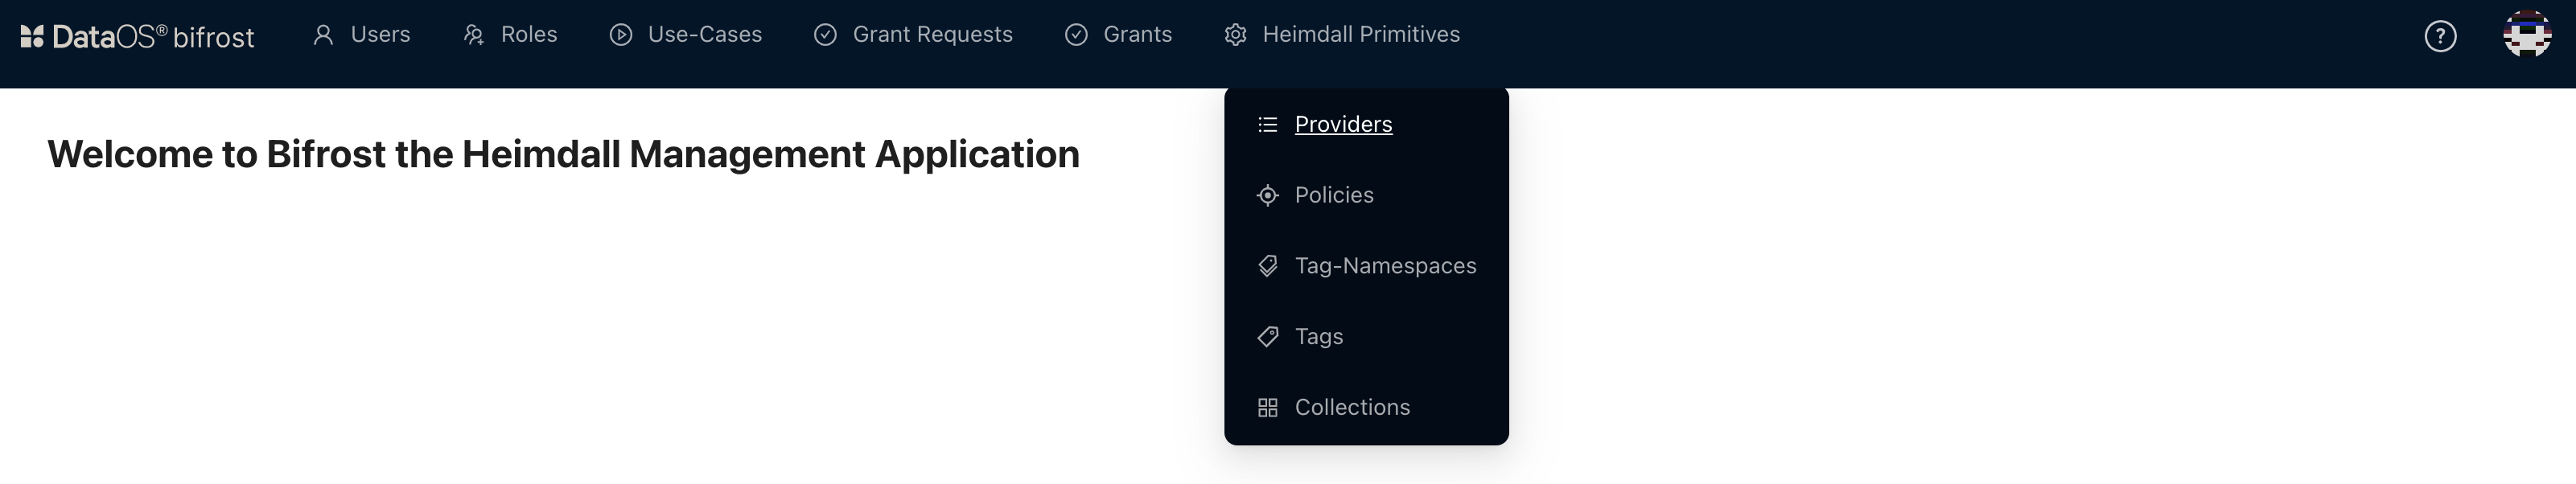 DataOS® bifrost Users Roles Use-Cases Grant Requests Grants Heimdall Primitives ?
Welcome to Bifrost the Heimdall Management Application
Providers
Policies
Tag-Namespaces
Tags
Collections